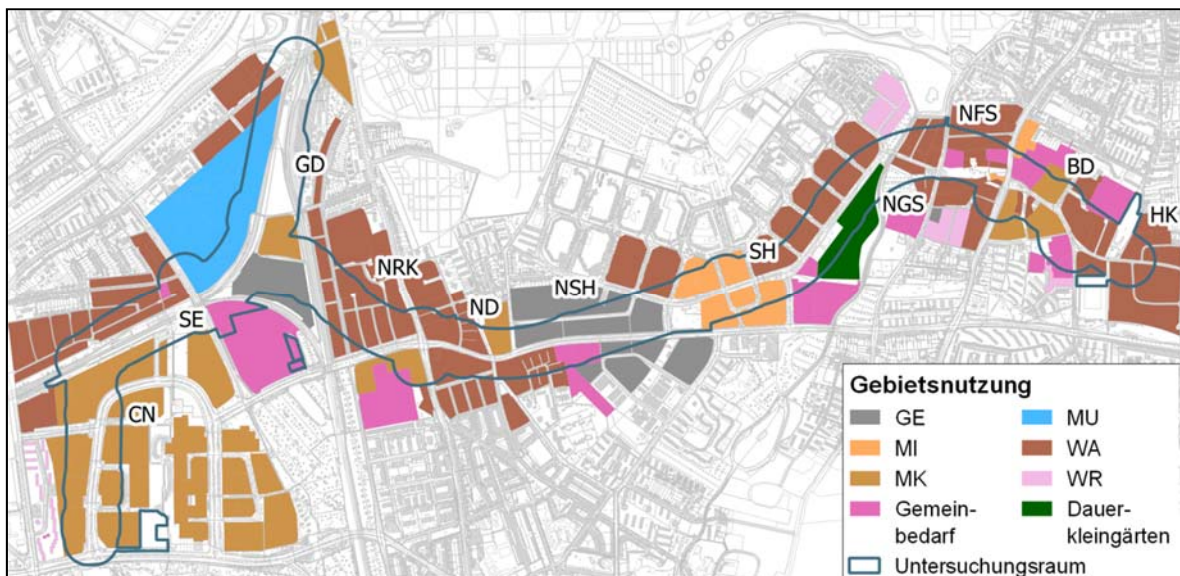 NFS
GD
BD
NGS
HK
NRK
SH
NSH
ND
SE
CN
Gebietsnutzung
GE
MU
MI
WA
MK
WR
Gemein-
bedarf
Dauer-
kleingärten
Untersuchungsraum